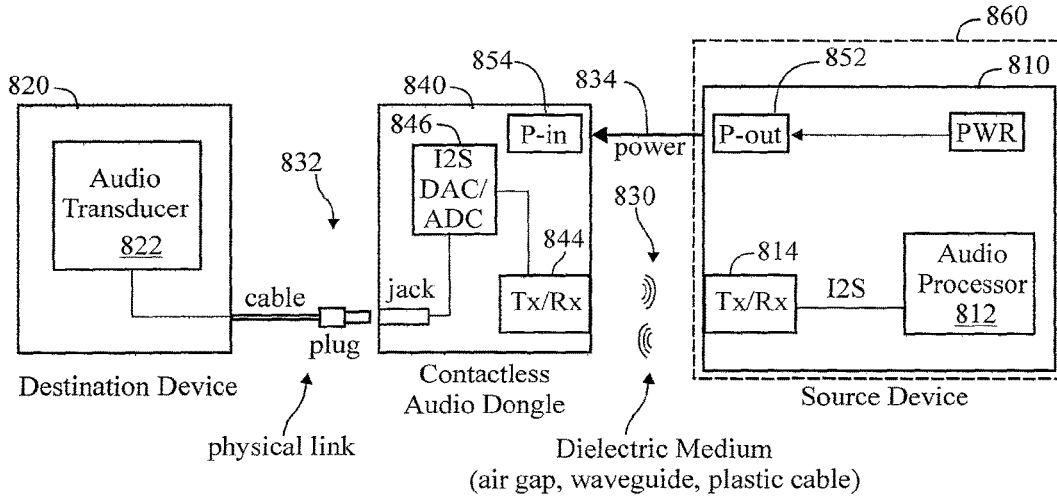 860
820
840
854
834
852
810
846
P-in
power
P-out
PWR
I2S
DAC/
ADC
832
830
Audio
Transducer
822
844
Tx/Rx
814
Tx/Rx
I2S
Audio
Processor
812
cable
plug
jack
Destination Device
Contactless
Audio Dongle
Source Device
physical link
Dielectric Medium
(air gap, waveguide, plastic cable)